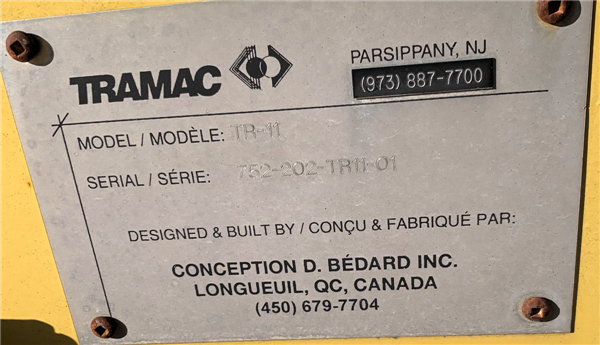 TRAMAC
PARSIPPANY, NJ
(973) 887-7700
MODEL / MODÈLE: TR-11
SERIAL / SÉRIE: 752-202-TR11-01
DESIGNED & BUILT BY / CONÇU & FABRIQUÉ PAR:
CONCEPTION D. BÉDARD INC.
LONGUEUIL, QC, CANADA
(450) 679-7704